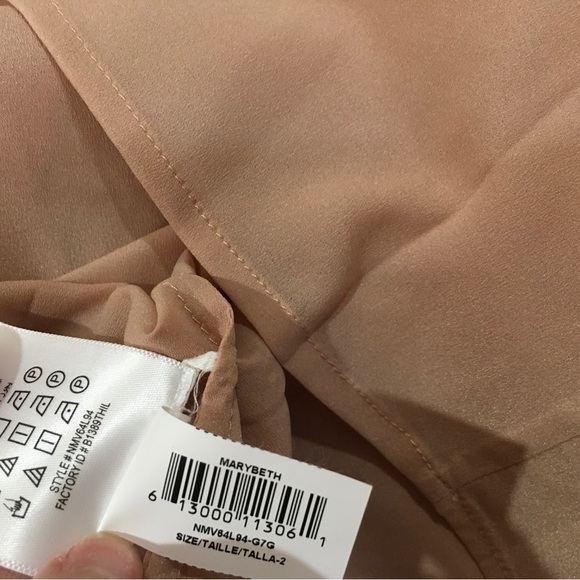 STYLE # NMV64L94
FACTORY ID # B1389THIL
MARYBETH
6 13000 11306 1
NMV64L94-G7G
SIZE/TAILLE/TALLA-2
P P P